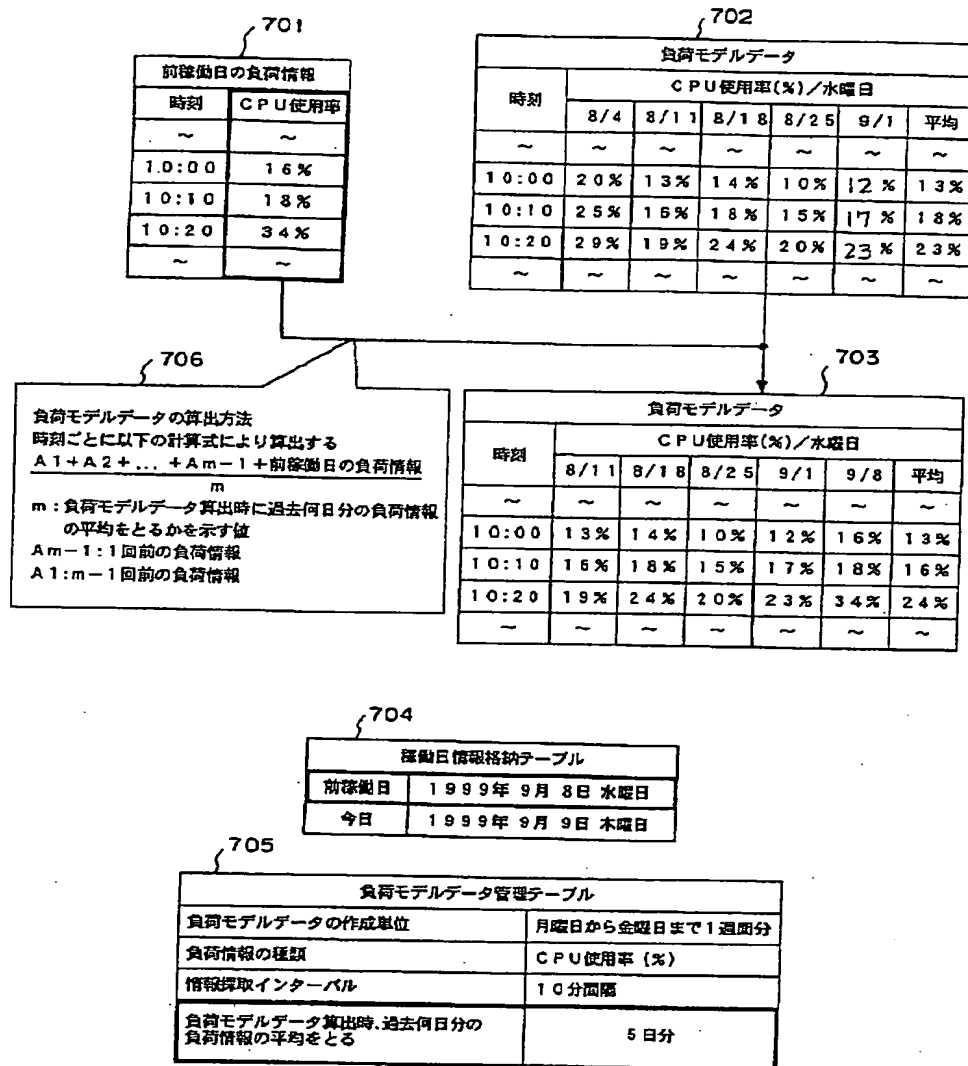 701
前稼働日の負荷情報
時刻 CPU使用率
~ ~
10:00 16%
10:10 18%
10:20 34%
~ ~
702
負荷モデルデータ
時刻 CPU使用率(%)/水曜日
8/4 8/11 8/18 8/25 9/1 平均
~ ~ ~ ~ ~ ~ ~
10:00 20% 13% 14% 10% 12% 13%
10:10 25% 16% 18% 15% 17% 18%
10:20 29% 19% 24% 20% 23% 23%
~ ~ ~ ~ ~ ~ ~
706
負荷モデルデータの算出方法
時刻ごとに以下の計算式により算出する
A1+A2+... +Am-1+前稼働日の負荷情報
m
m:負荷モデルデータ算出時に過去何日分の負荷情報
の平均をとるかを示す値
Am-1:1回前の負荷情報
A1:m-1回前の負荷情報
703
負荷モデルデータ
時刻 CPU使用率(%)/水曜日
8/11 8/18 8/25 9/1 9/8 平均
~ ~ ~ ~ ~ ~ ~
10:00 13% 14% 10% 12% 16% 13%
10:10 16% 18% 15% 17% 18% 16%
10:20 19% 24% 20% 23% 34% 24%
~ ~ ~ ~ ~ ~ ~
704
稼働日情報格納テーブル
前稼働日 1999年 9月 8日 水曜日
今日 1999年 9月 9日 木曜日
705
負荷モデルデータ管理テーブル
負荷モデルデータの作成単位 月曜日から金曜日まで1週間分
負荷情報の種類 CPU使用率(%)
情報採取インターバル 10分間隔
負荷モデルデータ算出時、過去何日分の
負荷情報の平均をとる 5日分